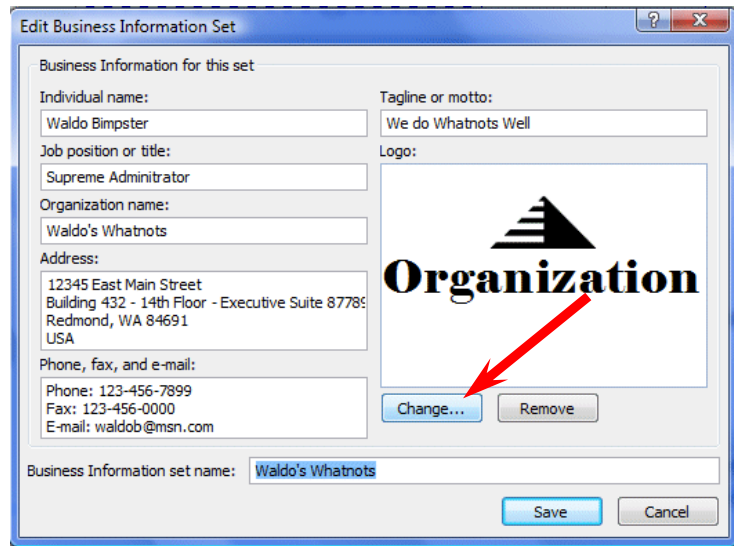 Edit Business Information Set
?
X
Business Information for this set
Individual name:
Waldo Bimpster
Job position or title:
Supreme Adminitrator
Organization name:
Waldo's Whatnots
Address:
12345 East Main Street
Building 432 - 14th Floor - Executive Suite 87789
Redmond, WA 84691
USA
Phone, fax, and e-mail:
Phone: 123-456-7899
Fax: 123-456-0000
E-mail: waldob@msn.com
Tagline or motto:
We do Whatnots Well
Logo:
Organization
Change...
Remove
Business Information set name:
Waldo's Whatnots
Save
Cancel